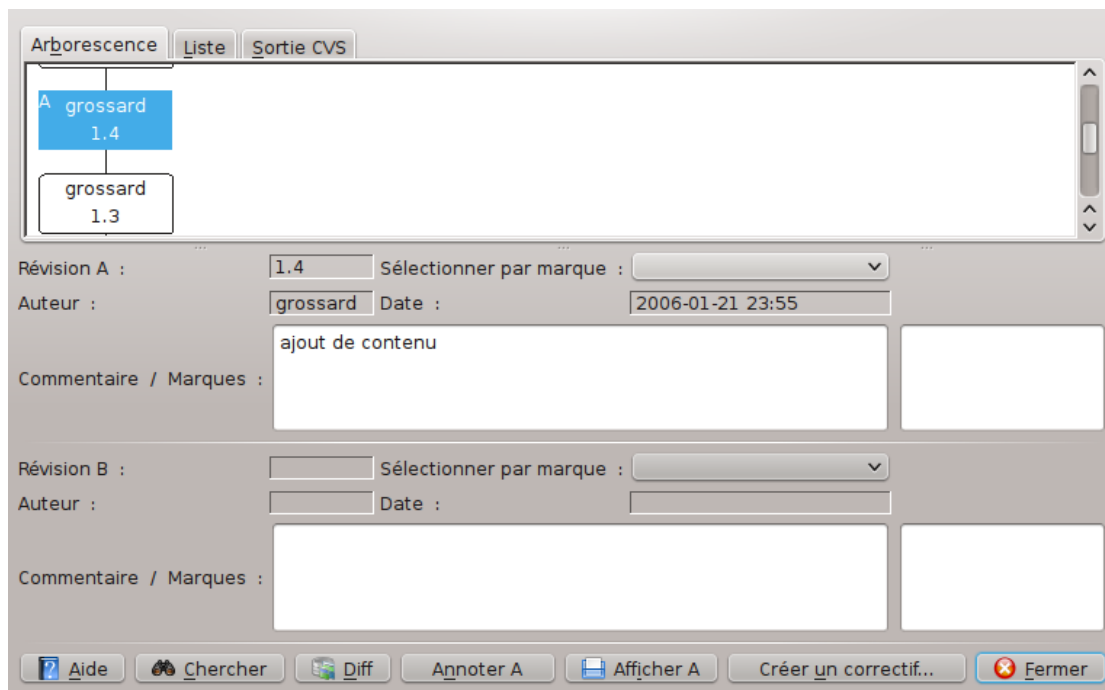 Arborescence Liste Sortie CVS
A grossard
1.4
grossard
1.3
Révision A : 1.4 Sélectionner par marque :
Auteur : grossard Date : 2006-01-21 23:55
ajout de contenu
Commentaire / Marques :
Révision B : Sélectionner par marque :
Auteur : Date :
Commentaire / Marques :
Aide Chercher Diff Annoter A Afficher A Créer un correctif... Fermer